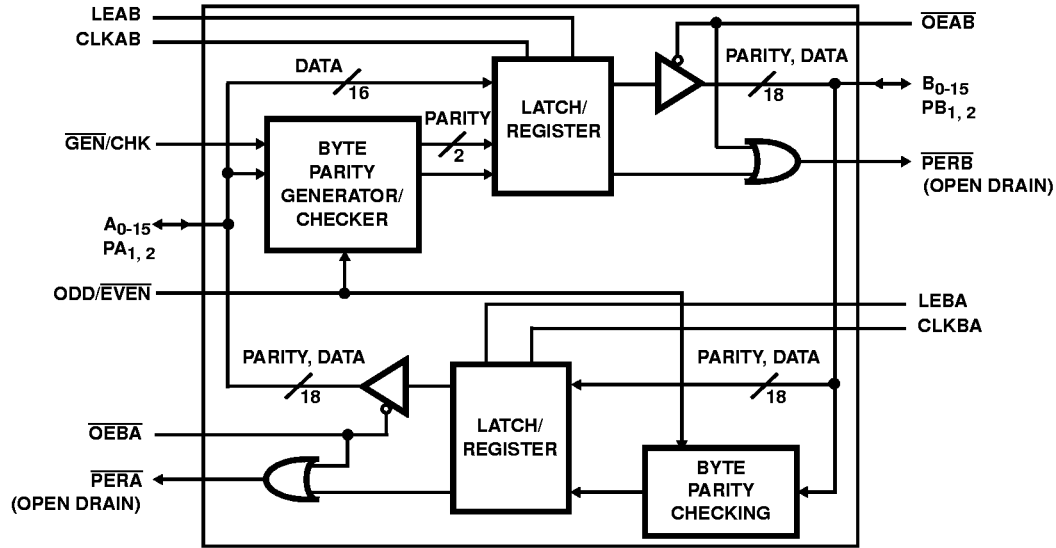 LEAB
CLKAB
OEAB
DATA
16
PARITY, DATA
18
B0-15
PB1, 2
LATCH/
REGISTER
PARITY
2
GEN/CHK
BYTE
PARITY
GENERATOR/
CHECKER
PERB
(OPEN DRAIN)
A0-15
PA1, 2
ODD/EVEN
LEBA
CLKBA
PARITY, DATA
18
PARITY, DATA
18
LATCH/
REGISTER
OEBA
PERA
(OPEN DRAIN)
BYTE
PARITY
CHECKING